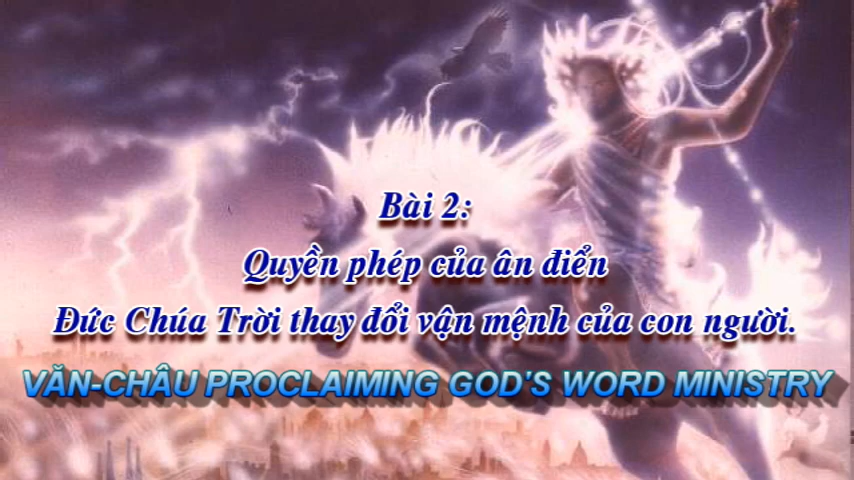 Bài 2:
Quyền phép của ân điển
Đức Chúa Trời thay đổi vận mệnh của con người.
VĂN-CHÂU PROCLAIMING GOD'S WORD MINISTRY